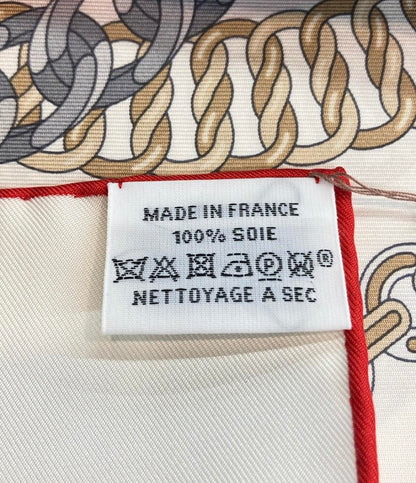 MADE IN FRANCE
100% SOIE
P ®
NETTOYAGE A SEC